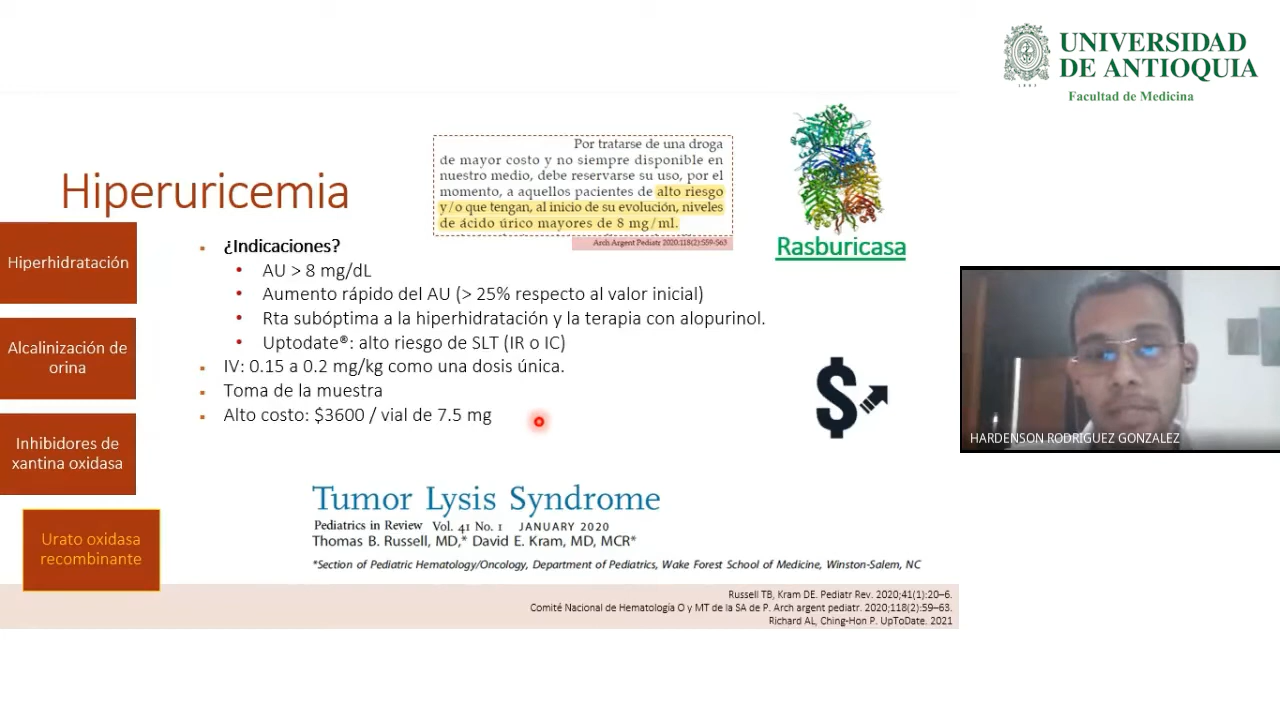 UNIVERSIDAD
DE ANTIOQUIA
1803
Facultad de Medicina
Por tratarse de una droga
de mayor costo y no siempre disponible en
nuestro medio, debe reservarse su uso, por el
momento, a aquellos pacientes de alto riesgo
y/o que tengan, al inicio de su evolución, niveles
de ácido úrico mayores de 8 mg/ml.
Arch Argent Pediatr 2020;118(2):S59-S63
Hiperuricemia
Rasburicasa
Hiperhidratación
Alcalinización de
orina
Inhibidores de
xantina oxidasa
Urato oxidasa
recombinante
▪ ¿Indicaciones?
• AU > 8 mg/dL
• Aumento rápido del AU (> 25% respecto al valor inicial)
• Rta subóptima a la hiperhidratación y la terapia con alopurinol.
• Uptodate®: alto riesgo de SLT (IR o IC)
▪ IV: 0.15 a 0.2 mg/kg como una dosis única.
▪ Toma de la muestra
▪ Alto costo: $3600 / vial de 7.5 mg
$
HARDENSON RODRIGUEZ GONZALEZ
Tumor Lysis Syndrome
Pediatrics in Review Vol. 41 No. 1 JANUARY 2020
Thomas B. Russell, MD,* David E. Kram, MD, MCR*
*Section of Pediatric Hematology/Oncology, Department of Pediatrics, Wake Forest School of Medicine, Winston-Salem, NC
Russell TB, Kram DE. Pediatr Rev. 2020;41(1):20–6.
Comité Nacional de Hematología O y MT de la SA de P. Arch argent pediatr. 2020;118(2):S59–63.
Richard AL, Ching-Hon P. UpToDate. 2021